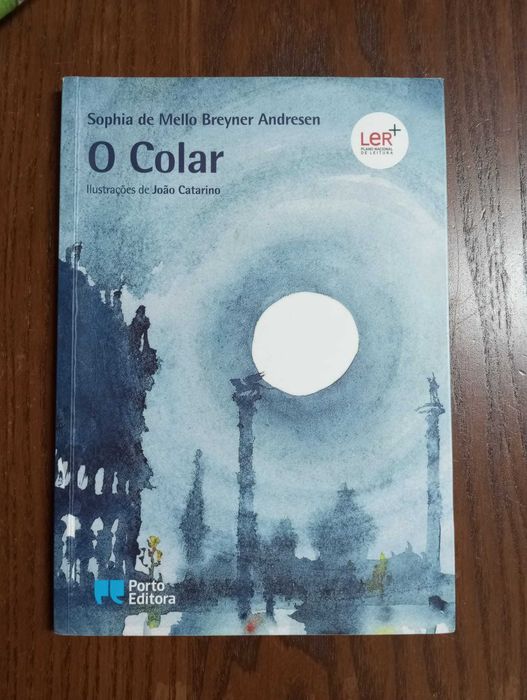 Sophia de Mello Breyner Andresen
O Colar
Ilustrações de João Catarino
LeR+
PLANO NACIONAL
DE LEITURA
Porto
Editora